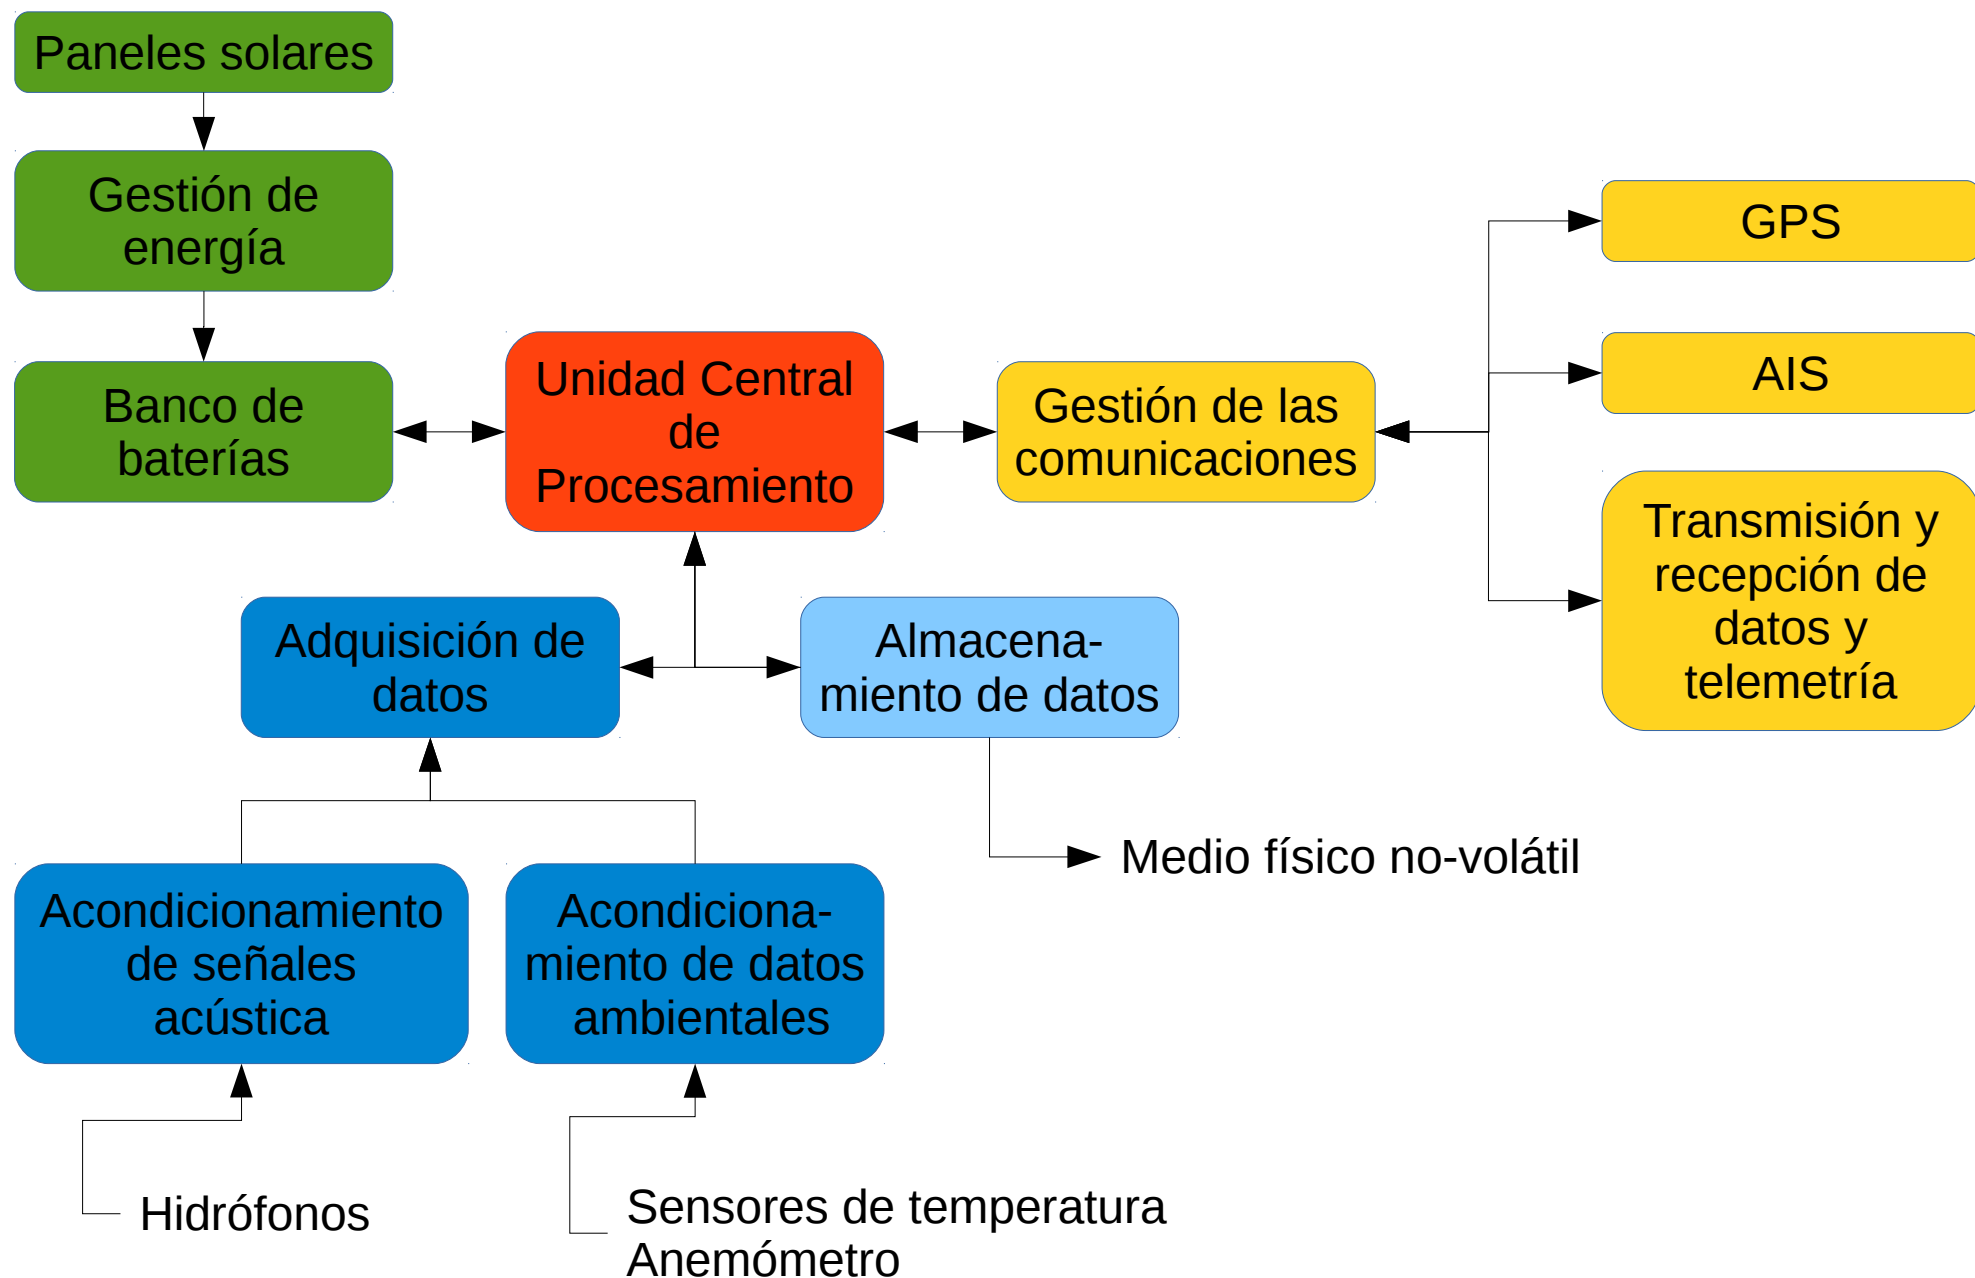 Paneles solares
Gestión de
energía
Banco de
baterías
Unidad Central
de
Procesamiento
Gestión de las
comunicaciones
GPS
AIS
Transmisión y
recepción de
datos y
telemetría
Adquisición de
datos
Almacena-
miento de datos
Medio físico no-volátil
Acondicionamiento
de señales
acústica
Acondiciona-
miento de datos
ambientales
Hidrófonos
Sensores de temperatura
Anemómetro